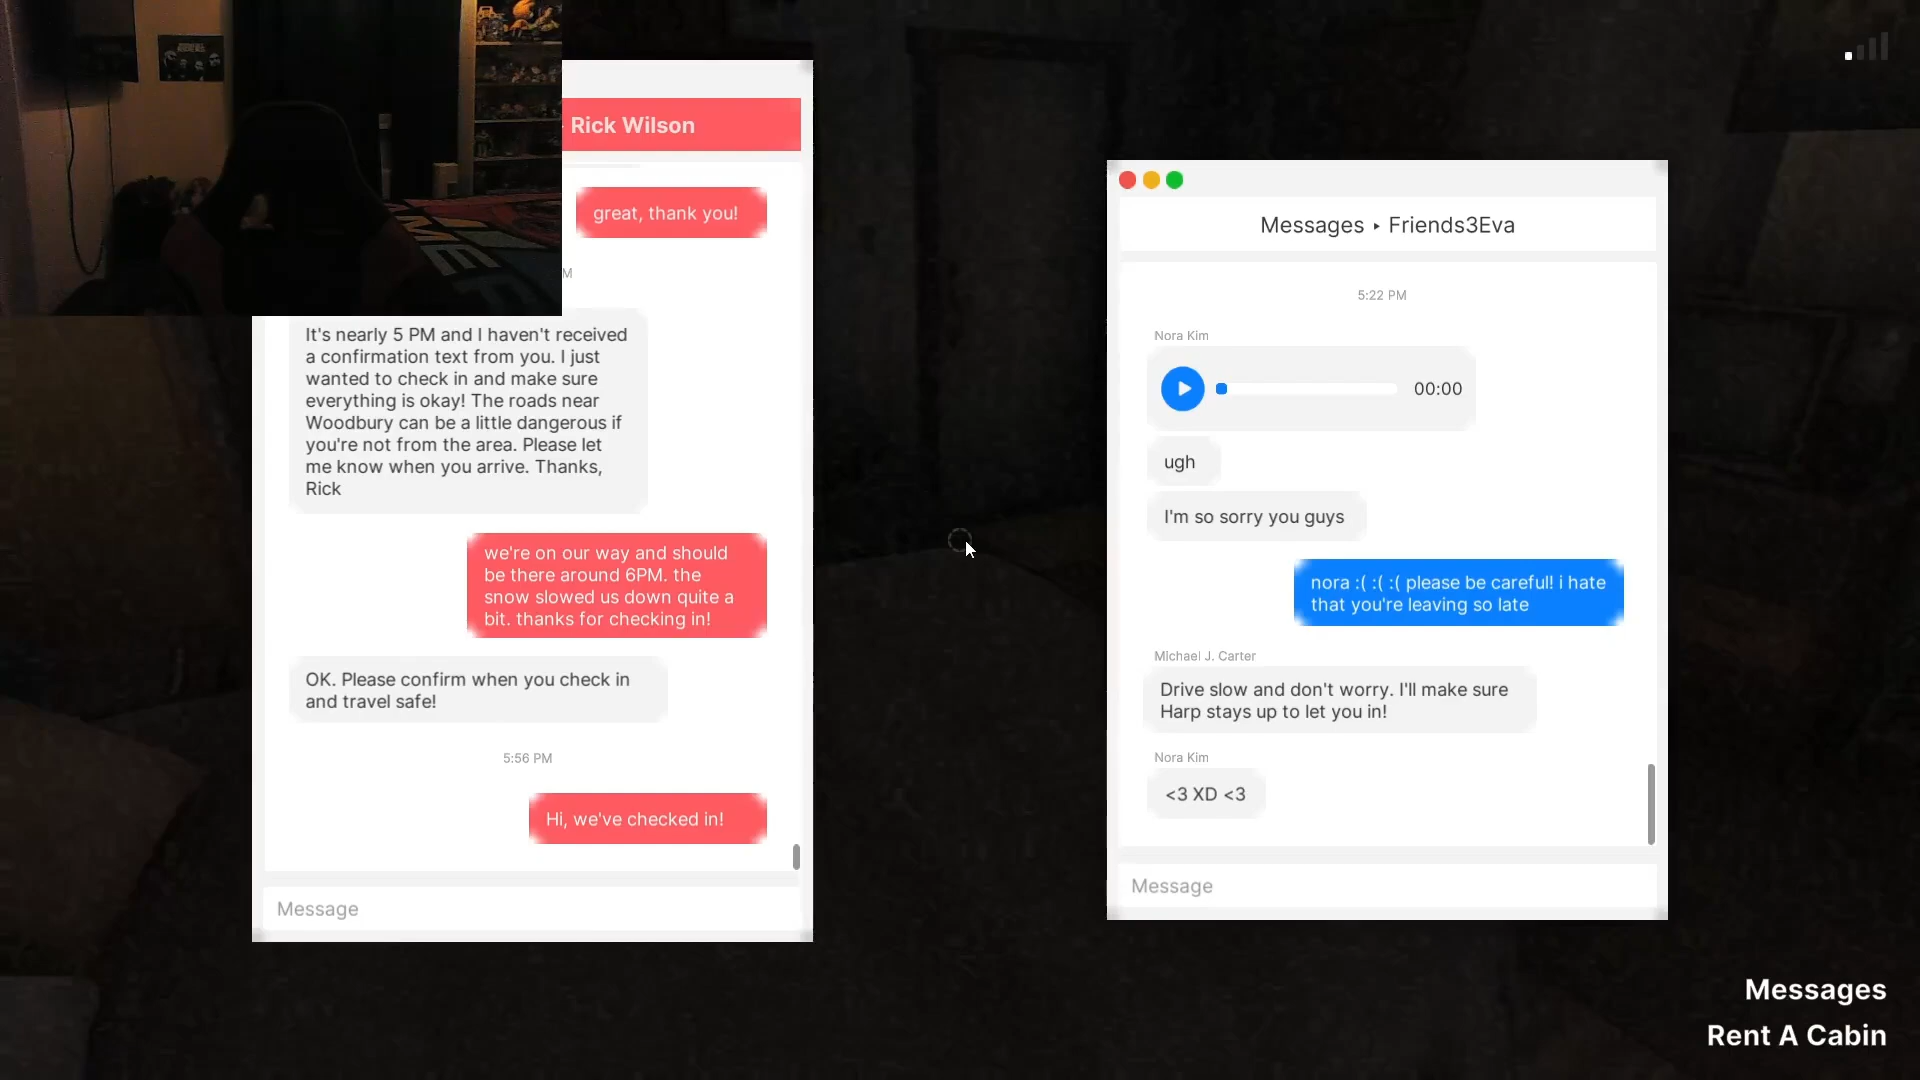 Rick Wilson
great, thank you!
M
It's nearly 5 PM and I haven't received
a confirmation text from you. I just
wanted to check in and make sure
everything is okay! The roads near
Woodbury can be a little dangerous if
you're not from the area. Please let
me know when you arrive. Thanks,
Rick
we're on our way and should
be there around 6PM. the
snow slowed us down quite a
bit. thanks for checking in!
OK. Please confirm when you check in
and travel safe!
5:56 PM
Hi, we've checked in!
Message
Messages ‣ Friends3Eva
5:22 PM
Nora Kim
00:00
ugh
I'm so sorry you guys
nora :( :( :( please be careful! i hate
that you're leaving so late
Michael J. Carter
Drive slow and don't worry. I'll make sure
Harp stays up to let you in!
Nora Kim
<3 XD <3
Message
Messages
Rent A Cabin